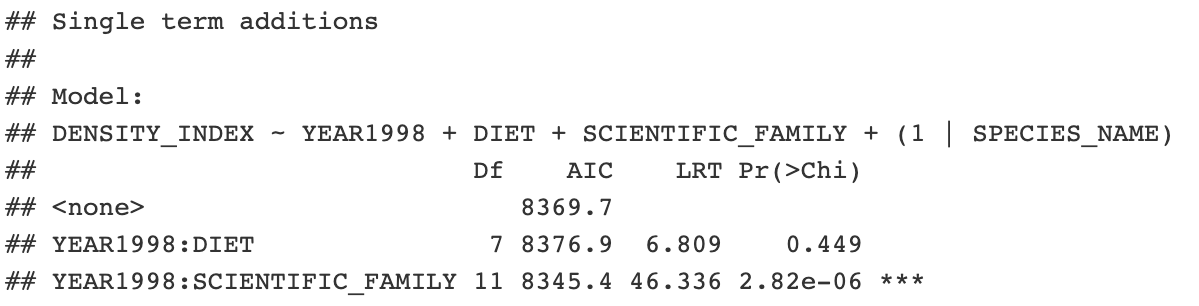 ## Single term additions
##
## Model:
## DENSITY_INDEX ~ YEAR1998 + DIET + SCIENTIFIC_FAMILY + (1 | SPECIES_NAME)
##                            Df    AIC    LRT Pr(>Chi)
## <none>                        8369.7
## YEAR1998:DIET               7 8376.9  6.809    0.449
## YEAR1998:SCIENTIFIC_FAMILY 11 8345.4 46.336 2.82e-06 ***